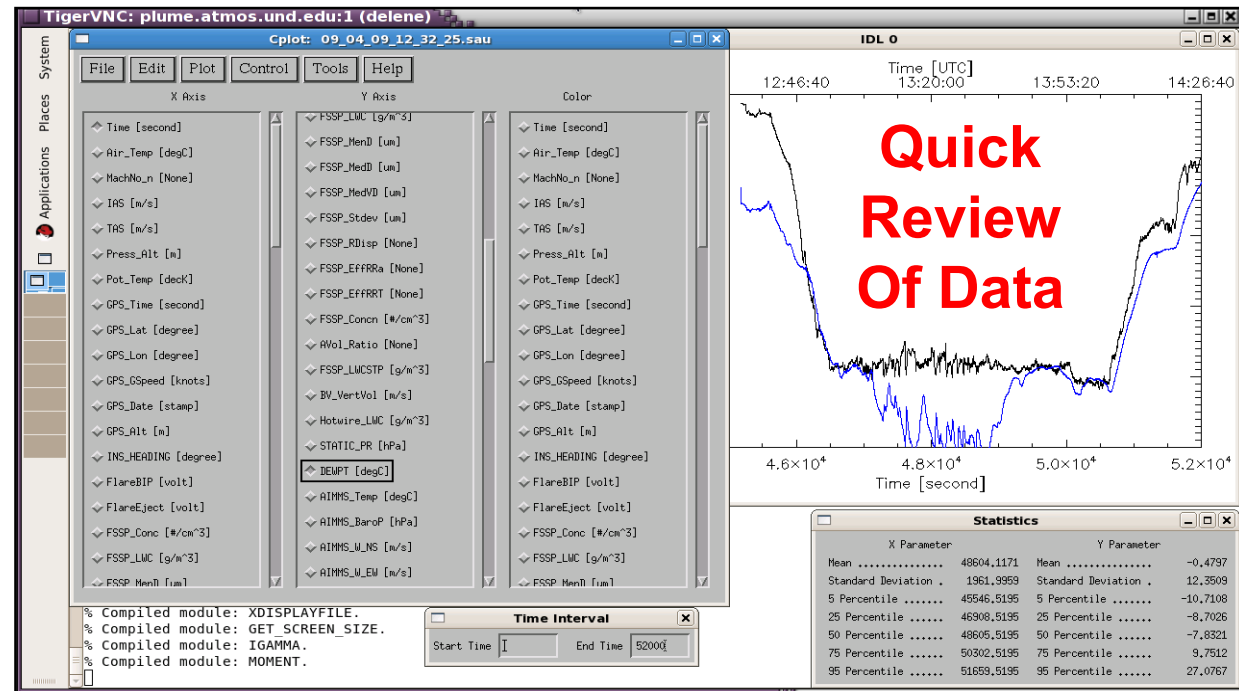 TigerVNC: plume.atmos.und.edu:1 (delene)
System
Places
Applications
Cplot: 09_04_09_12_32_25.sau
File Edit Plot Control Tools Help
X Axis
Time [second]
Air_Temp [degC]
MachNo_n [None]
IAS [m/s]
TAS [m/s]
Press_Alt [m]
Pot_Temp [decK]
GPS_Time [second]
GPS_Lat [degree]
GPS_Lon [degree]
GPS_GSpeed [knots]
GPS_Date [stamp]
GPS_Alt [m]
INS_HEADING [degree]
FlareBIP [volt]
FlareEject [volt]
FSSP_Conc [#/cm^3]
FSSP_LWC [g/m^3]
FSSP_MenD [um]
Y Axis
FSSP_LWC [g/m^3]
FSSP_MenD [um]
FSSP_MedD [um]
FSSP_MedVD [um]
FSSP_Stdev [um]
FSSP_RDisp [None]
FSSP_EffRRa [None]
FSSP_EffRRT [None]
FSSP_Concn [#/cm^3]
AVol_Ratio [None]
FSSP_LWCSTP [g/m^3]
BV_VertVol [m/s]
Hotwire_LWC [g/m^3]
STATIC_PR [hPa]
DEWPT [degC]
AIMMS_Temp [degC]
AIMMS_BaroP [hPa]
AIMMS_W_NS [m/s]
AIMMS_W_EW [m/s]
Color
Time [second]
Air_Temp [degC]
MachNo_n [None]
IAS [m/s]
TAS [m/s]
Press_Alt [m]
Pot_Temp [decK]
GPS_Time [second]
GPS_Lat [degree]
GPS_Lon [degree]
GPS_GSpeed [knots]
GPS_Date [stamp]
GPS_Alt [m]
INS_HEADING [degree]
FlareBIP [volt]
FlareEject [volt]
FSSP_Conc [#/cm^3]
FSSP_LWC [g/m^3]
FSSP_MenD [um]
IDL 0
Time [UTC]
12:46:40 13:20:00 13:53:20 14:26:40
Quick
Review
Of Data
4.6×10⁴ 4.8×10⁴ 5.0×10⁴ 5.2×10⁴
Time [second]
% Compiled module: XDISPLAYFILE.
% Compiled module: GET_SCREEN_SIZE.
% Compiled module: IGAMMA.
% Compiled module: MOMENT.
Time Interval
Start Time End Time 52000
Statistics
X Parameter Y Parameter
Mean ............... 48604.1171 Mean ............... -0.4797
Standard Deviation . 1961.9959 Standard Deviation . 12.3509
5 Percentile ....... 45546.5195 5 Percentile ....... -10.7108
25 Percentile ...... 46908.5195 25 Percentile ...... -8.7026
50 Percentile ...... 48605.5195 50 Percentile ...... -7.8321
75 Percentile ...... 50302.5195 75 Percentile ...... 9.7512
95 Percentile ...... 51659.5195 95 Percentile ...... 27.0767